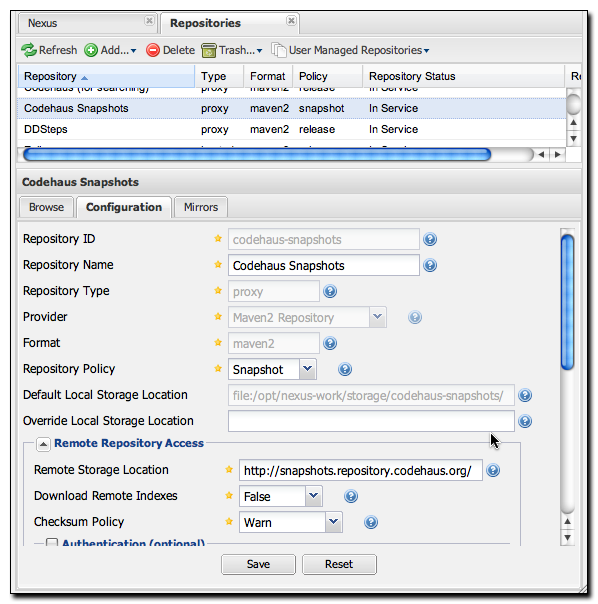 Nexus Repositories
Refresh Add... Delete Trash... User Managed Repositories
Repository Type Format Policy Repository Status Re
Codehaus (for searching) proxy maven2 release In Service
Codehaus Snapshots proxy maven2 snapshot In Service
DDSteps proxy maven2 release In Service
Codehaus Snapshots
Browse Configuration Mirrors
Repository ID codehaus-snapshots
Repository Name Codehaus Snapshots
Repository Type proxy
Provider Maven2 Repository
Format maven2
Repository Policy Snapshot
Default Local Storage Location file:/opt/nexus-work/storage/codehaus-snapshots/
Override Local Storage Location
Remote Repository Access
Remote Storage Location http://snapshots.repository.codehaus.org/
Download Remote Indexes False
Checksum Policy Warn
Authentication (optional)
Save Reset